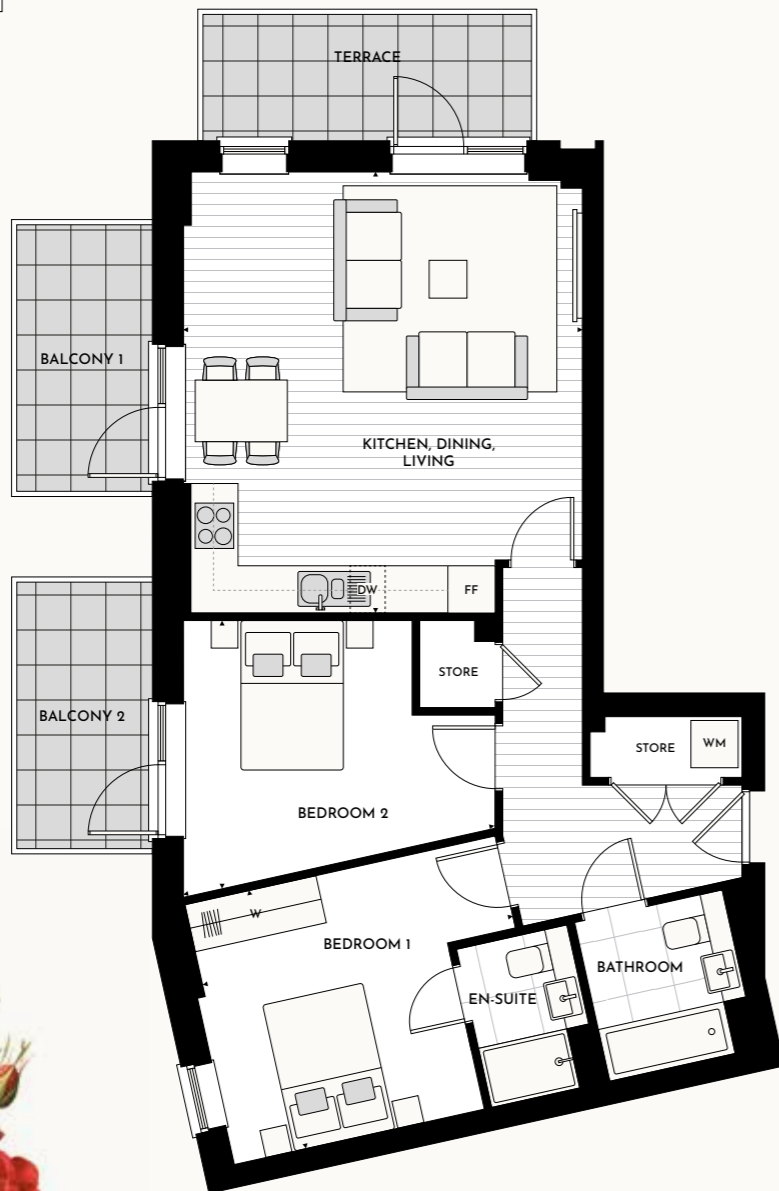 TERRACE
BALCONY 1
KITCHEN, DINING,
LIVING
DW
FF
STORE
BALCONY 2
STORE
WM
BEDROOM 2
W
BEDROOM 1
EN-SUITE
BATHROOM